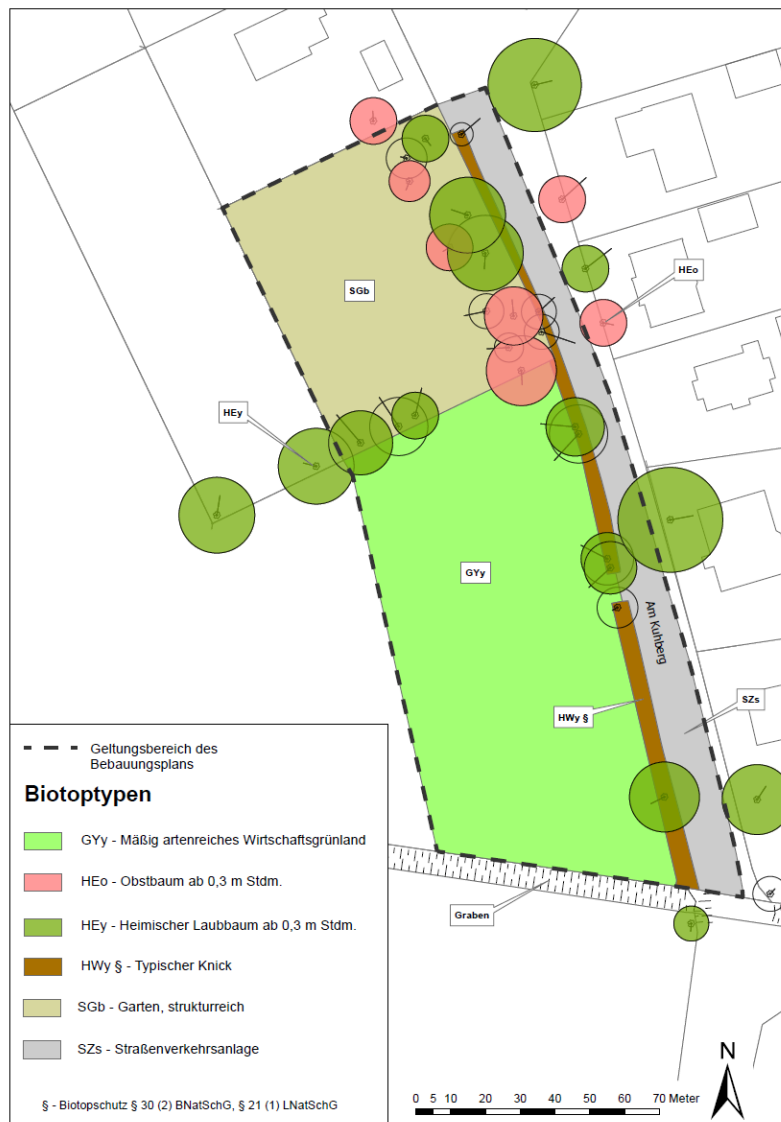 SGb
HEo
HEy
GYy
Am Kuhberg
SZs
HWy §
Graben
Geltungsbereich des
Bebauungsplans
Biotoptypen
GYy - Mäßig artenreiches Wirtschaftsgrünland
HEo - Obstbaum ab 0,3 m Stdm.
HEy - Heimischer Laubbaum ab 0,3 m Stdm.
HWy § - Typischer Knick
SGb - Garten, strukturreich
SZs - Straßenverkehrsanlage
§ - Biotopschutz § 30 (2) BNatSchG, § 21 (1) LNatSchG
N
0 5 10 20 30 40 50 60 70 Meter